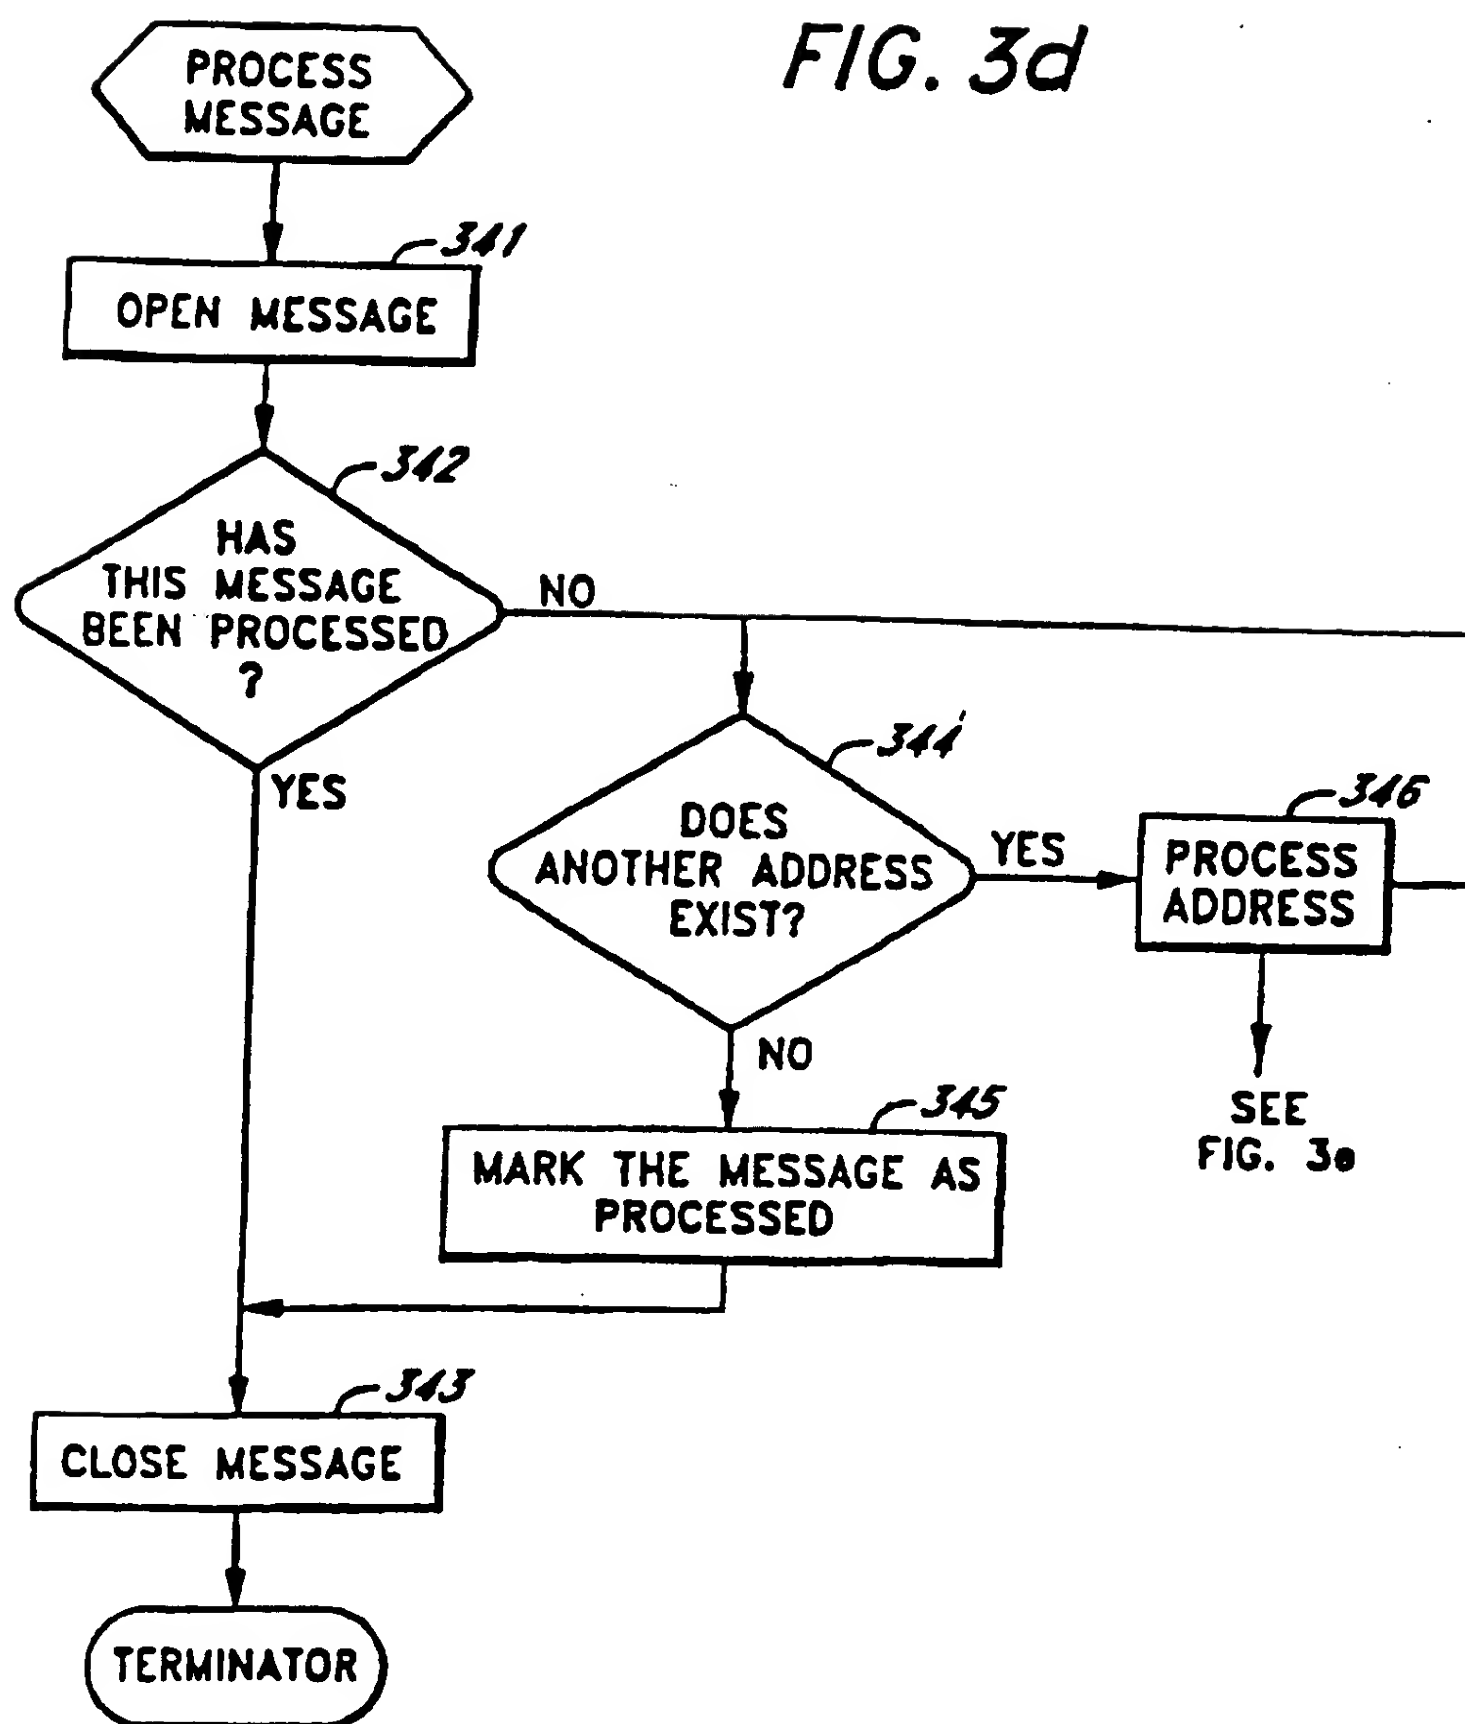 FIG. 3d
PROCESS
MESSAGE
341
OPEN MESSAGE
342
HAS
THIS MESSAGE
BEEN PROCESSED
?
NO
YES
344
DOES
ANOTHER ADDRESS
EXIST?
YES
346
PROCESS
ADDRESS
NO
SEE
FIG. 3e
345
MARK THE MESSAGE AS
PROCESSED
343
CLOSE MESSAGE
TERMINATOR